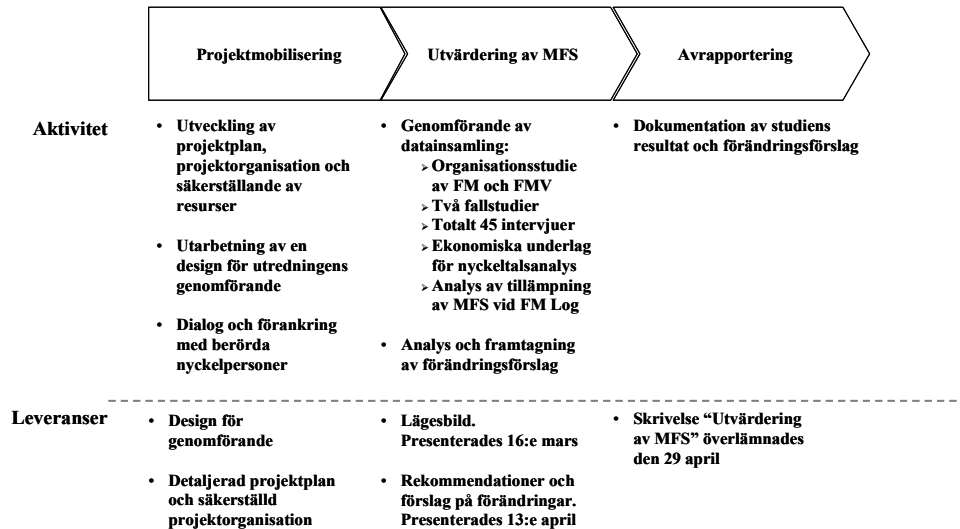 Projektmobilisering
Utvärdering av MFS
Avrapportering
Aktivitet
• Utveckling av
projektplan,
projektorganisation och
säkerställande av
resurser
• Utarbetning av en
design för utredningens
genomförande
• Dialog och förankring
med berörda
nyckelpersoner
• Genomförande av
datainsamling:
➢ Organisationsstudie
av FM och FMV
➢ Två fallstudier
➢ Totalt 45 intervjuer
➢ Ekonomiska underlag
för nyckeltalsanalys
➢ Analys av tillämpning
av MFS vid FM Log
• Analys och framtagning
av förändringsförslag
• Dokumentation av studiens
resultat och förändringsförslag
Leveranser
• Design för
genomförande
• Detaljerad projektplan
och säkerställd
projektorganisation
• Lägesbild.
Presenterades 16:e mars
• Rekommendationer och
förslag på förändringar.
Presenterades 13:e april
• Skrivelse “Utvärdering
av MFS” överlämnades
den 29 april